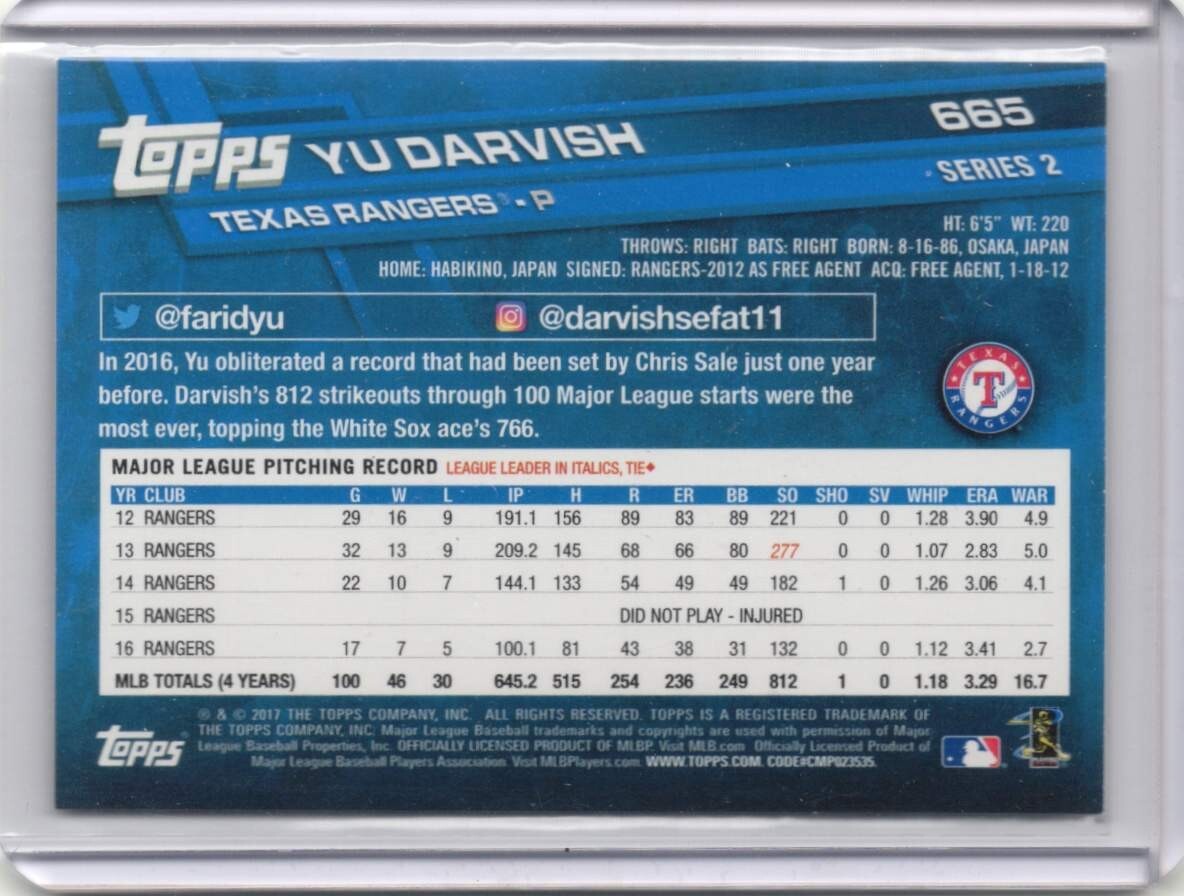 topps YU DARVISH 665
TEXAS RANGERS® - P SERIES 2
HT: 6'5" WT: 220
THROWS: RIGHT BATS: RIGHT BORN: 8-16-86, OSAKA, JAPAN
HOME: HABIKINO, JAPAN SIGNED: RANGERS-2012 AS FREE AGENT ACQ: FREE AGENT, 1-18-12
@faridyu @darvishsefat11
In 2016, Yu obliterated a record that had been set by Chris Sale just one year
before. Darvish's 812 strikeouts through 100 Major League starts were the
most ever, topping the White Sox ace's 766.
TEXAS T RANGERS
MAJOR LEAGUE PITCHING RECORD LEAGUE LEADER IN ITALICS, TIE♦
YR CLUB G W L IP H R ER BB SO SHO SV WHIP ERA WAR
12 RANGERS 29 16 9 191.1 156 89 83 89 221 0 0 1.28 3.90 4.9
13 RANGERS 32 13 9 209.2 145 68 66 80 277 0 0 1.07 2.83 5.0
14 RANGERS 22 10 7 144.1 133 54 49 49 182 1 0 1.26 3.06 4.1
15 RANGERS DID NOT PLAY - INJURED
16 RANGERS 17 7 5 100.1 81 43 38 31 132 0 0 1.12 3.41 2.7
MLB TOTALS (4 YEARS) 100 46 30 645.2 515 254 236 249 812 1 0 1.18 3.29 16.7
topps
® & © 2017 THE TOPPS COMPANY, INC. ALL RIGHTS RESERVED. TOPPS IS A REGISTERED TRADEMARK OF
THE TOPPS COMPANY, INC. Major League Baseball trademarks and copyrights are used with permission of Major
League Baseball Properties, Inc. OFFICIALLY LICENSED PRODUCT OF MLBP. Visit MLB.com Officially Licensed Product of
Major League Baseball Players Association. Visit MLBPlayers.com. WWW.TOPPS.COM. CODE#CMP023535.